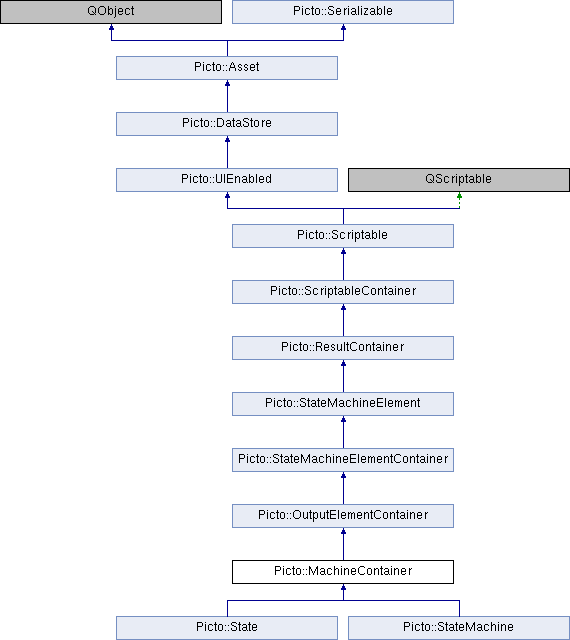 QObject
Picto::Serializable
Picto::Asset
Picto::DataStore
Picto::UIEnabled
QScriptable
Picto::Scriptable
Picto::ScriptableContainer
Picto::ResultContainer
Picto::StateMachineElement
Picto::StateMachineElementContainer
Picto::OutputElementContainer
Picto::MachineContainer
Picto::State
Picto::StateMachine